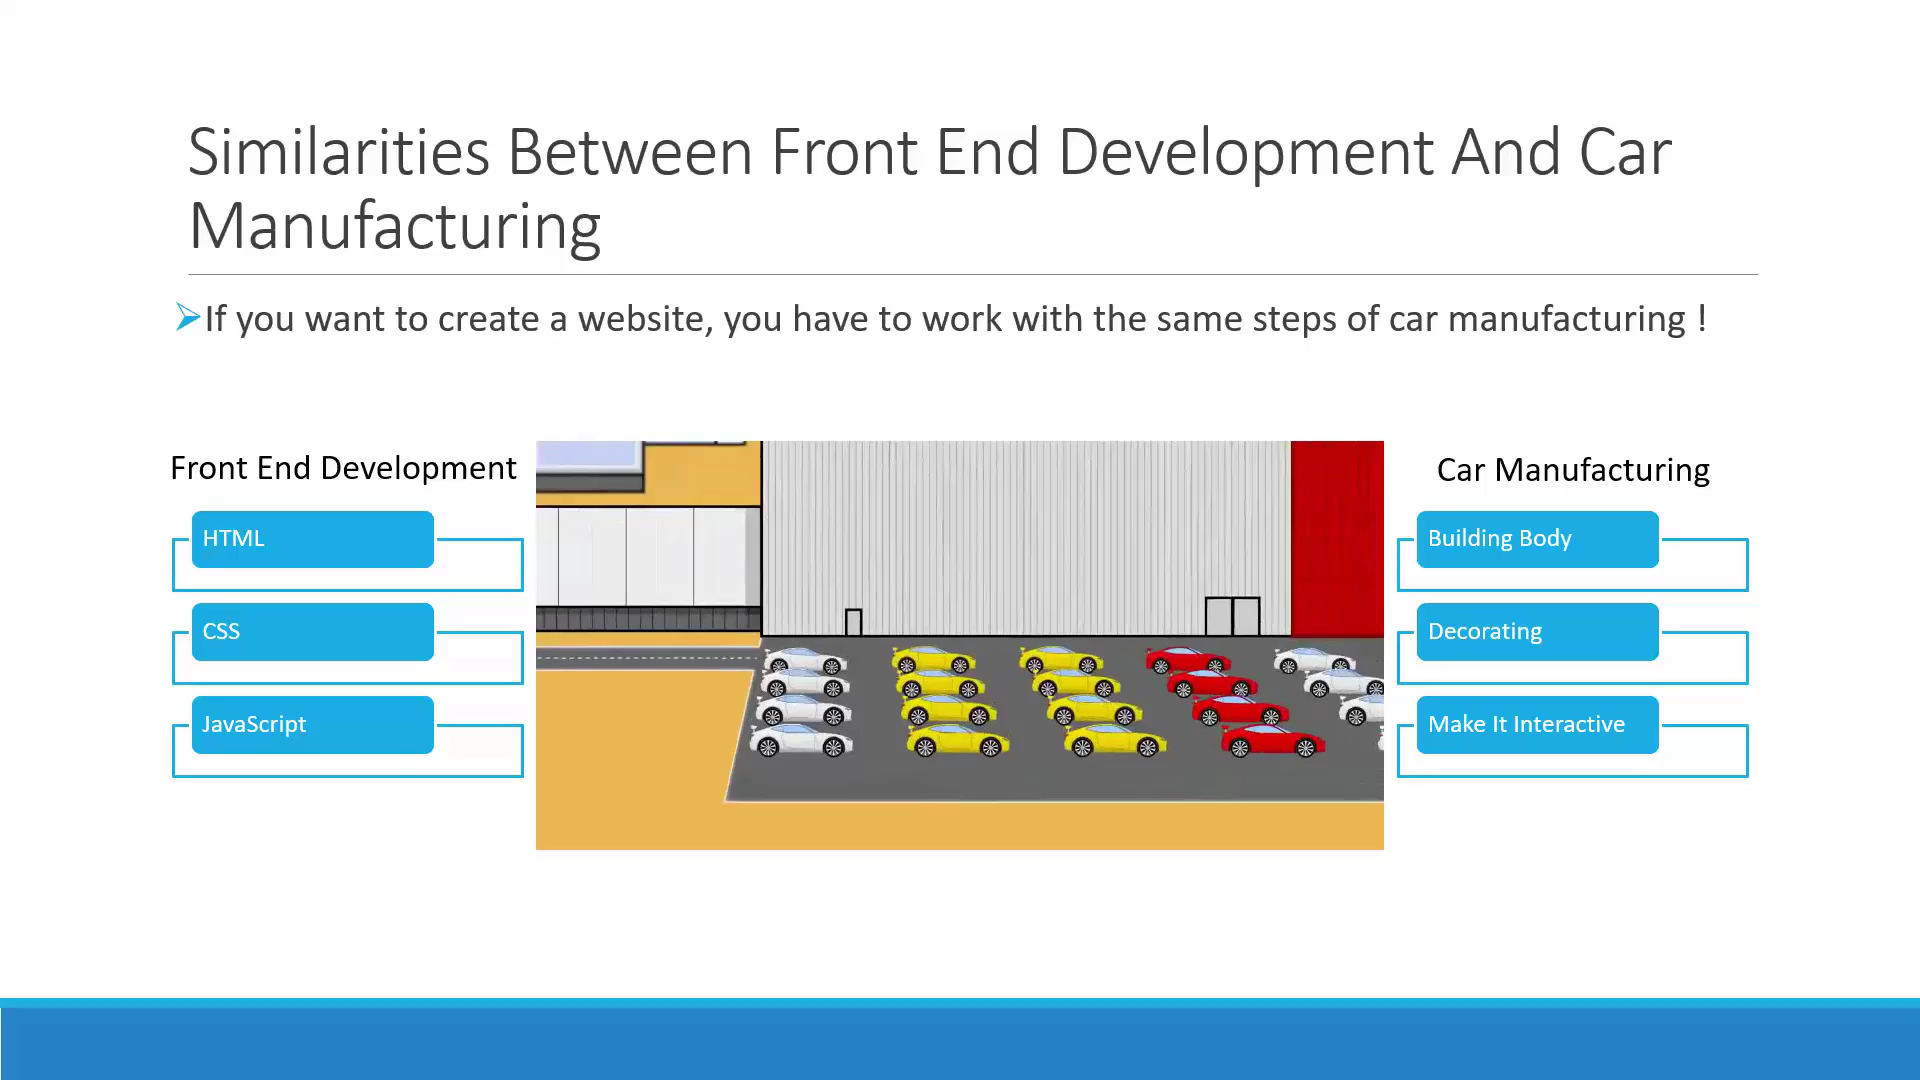 Similarities Between Front End Development And Car
Manufacturing
If you want to create a website, you have to work with the same steps of car manufacturing !
Front End Development
HTML
CSS
JavaScript
Car Manufacturing
Building Body
Decorating
Make It Interactive